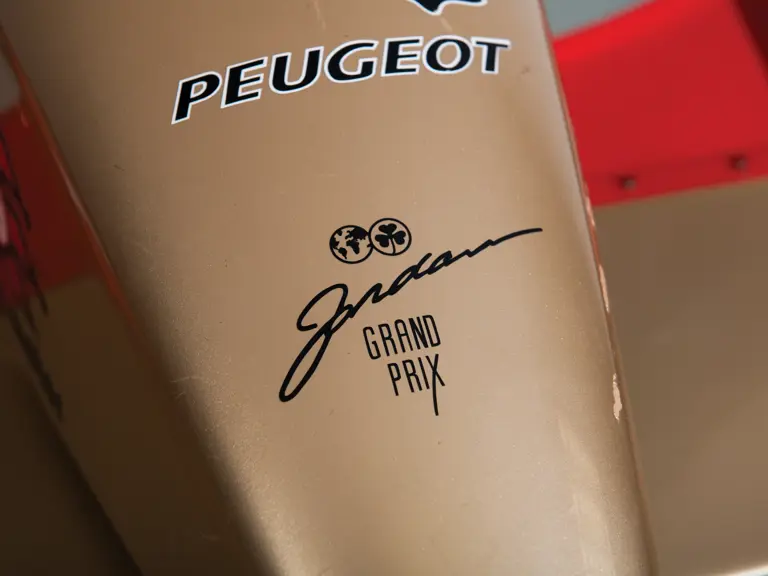 PEUGEOT
Jordan
GRAND
PRIX